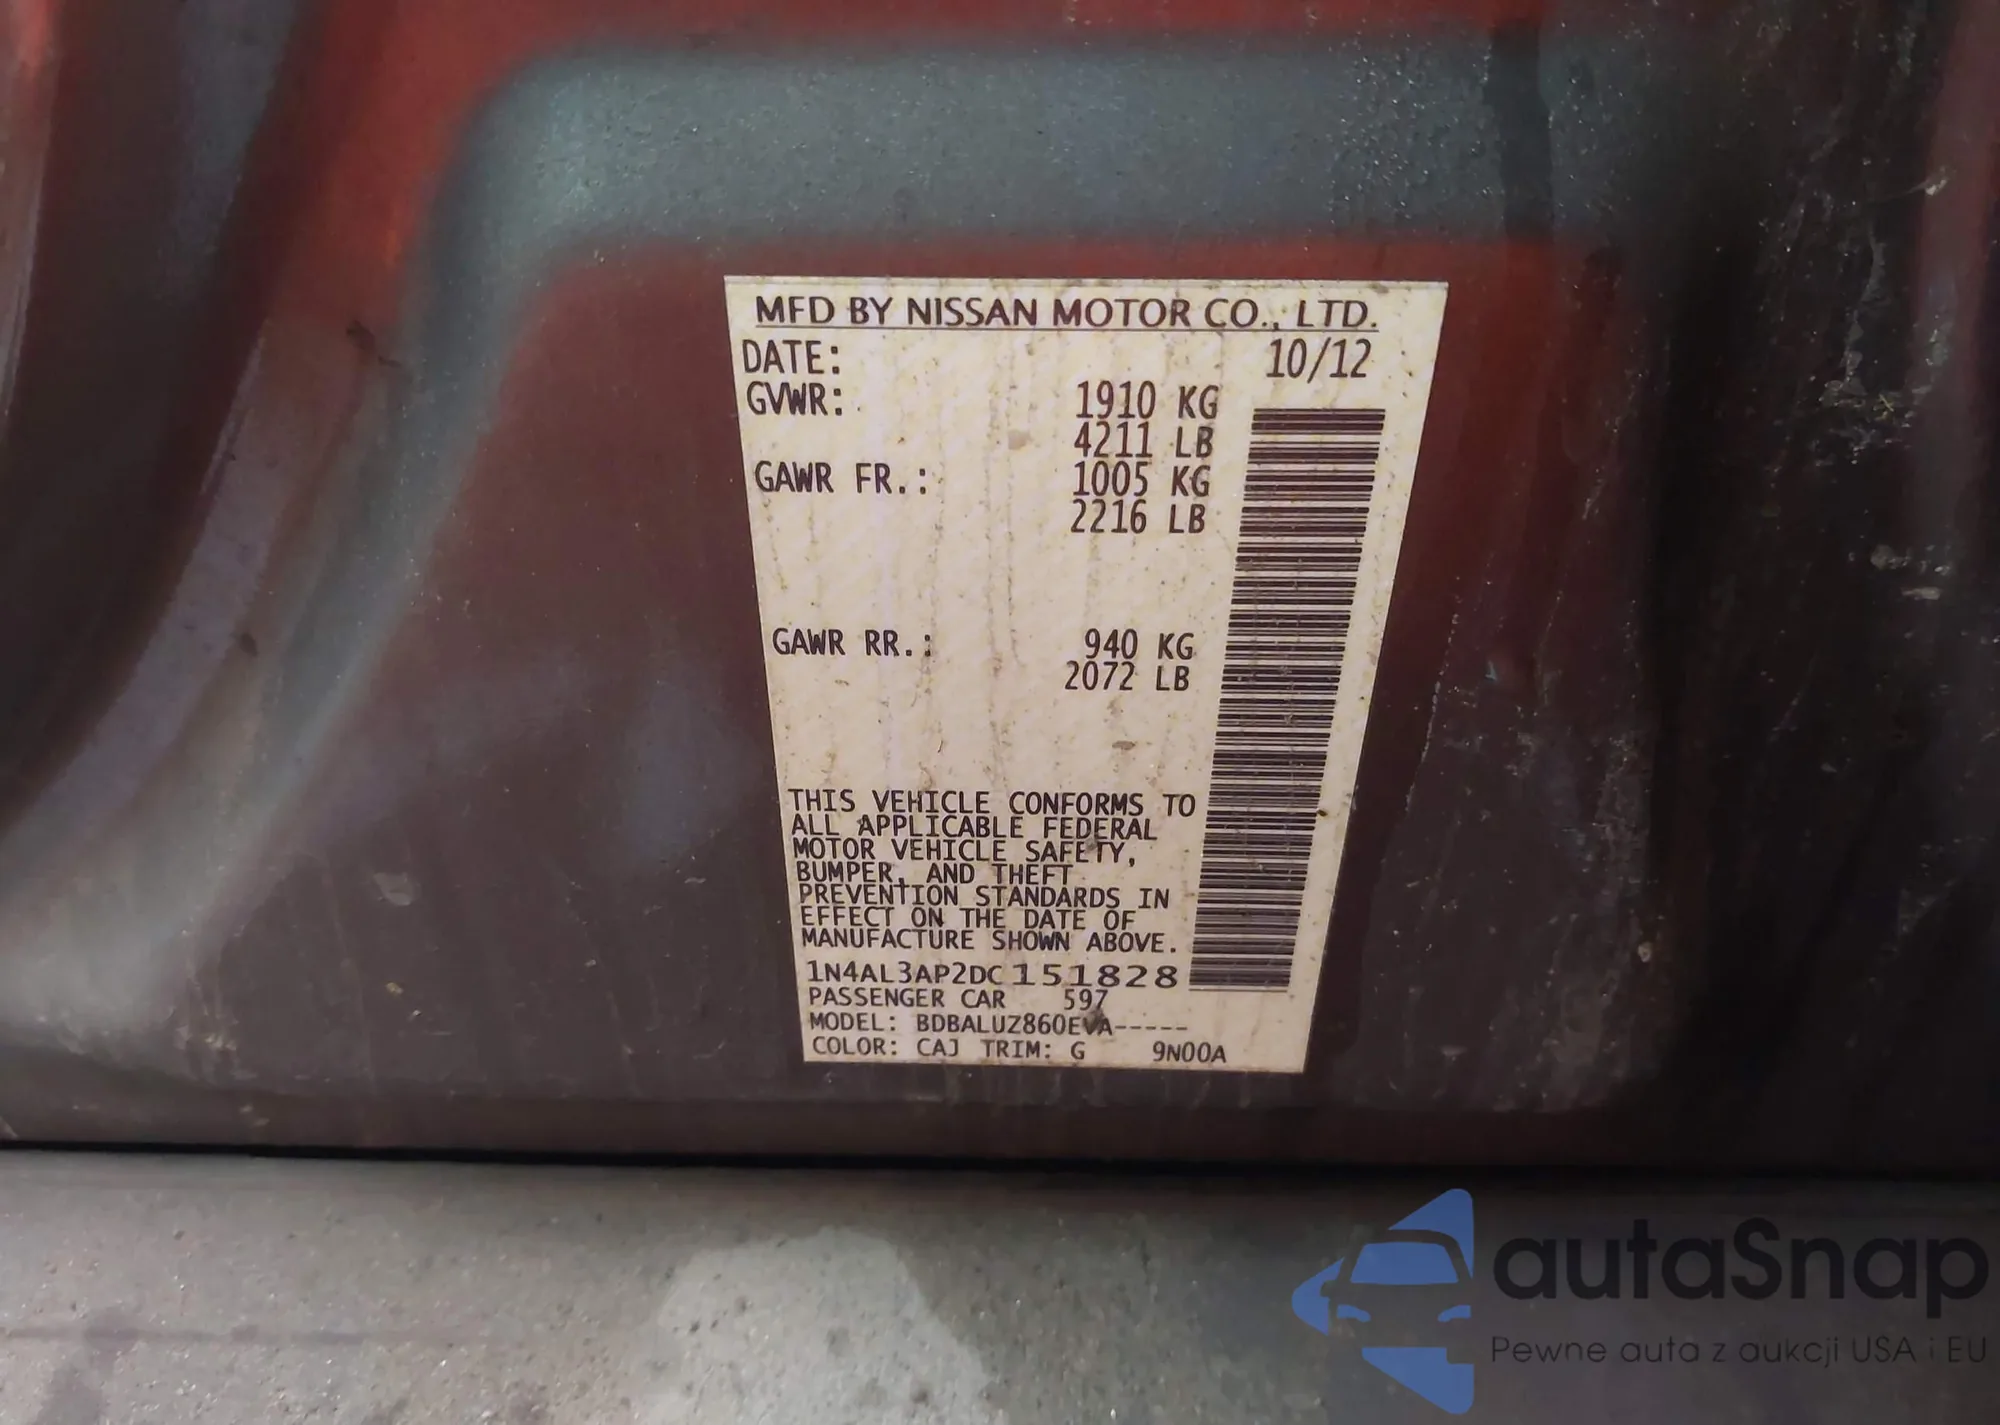 MFD BY NISSAN MOTOR CO., LTD.
DATE: 10/12
GVWR: 1910 KG
4211 LB
GAWR FR.: 1005 KG
2216 LB
GAWR RR.: 940 KG
2072 LB
THIS VEHICLE CONFORMS TO
ALL APPLICABLE FEDERAL
MOTOR VEHICLE SAFETY,
BUMPER, AND THEFT
PREVENTION STANDARDS IN
EFFECT ON THE DATE OF
MANUFACTURE SHOWN ABOVE.
1N4AL3AP2DC151828
PASSENGER CAR 597
MODEL: BDBALUZ860EVA-----
COLOR: CAJ TRIM: G 9N00A
autaSnap
Pewne auta z aukcji USA i EU